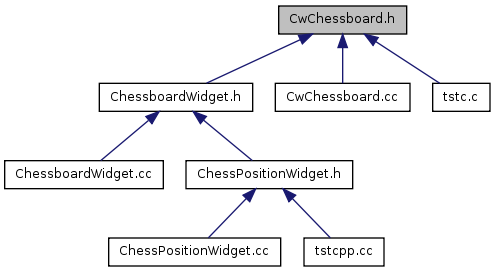 CwChessboard.h
ChessboardWidget.h
CwChessboard.cc
tstc.c
ChessboardWidget.cc
ChessPositionWidget.h
ChessPositionWidget.cc
tstcpp.cc